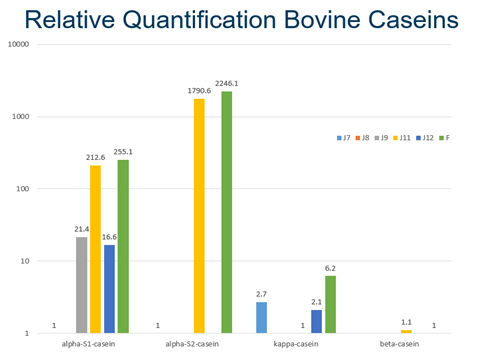 Relative Quantification Bovine Caseins
10000
1000
100
10
1
J7 J8 J9 J11 J12 F
1 21.4 212.6 16.6 255.1
1 1790.6 2246.1
2.7 1 2.1 6.2
1.1 1
alpha-S1-casein alpha-S2-casein kappa-casein beta-casein